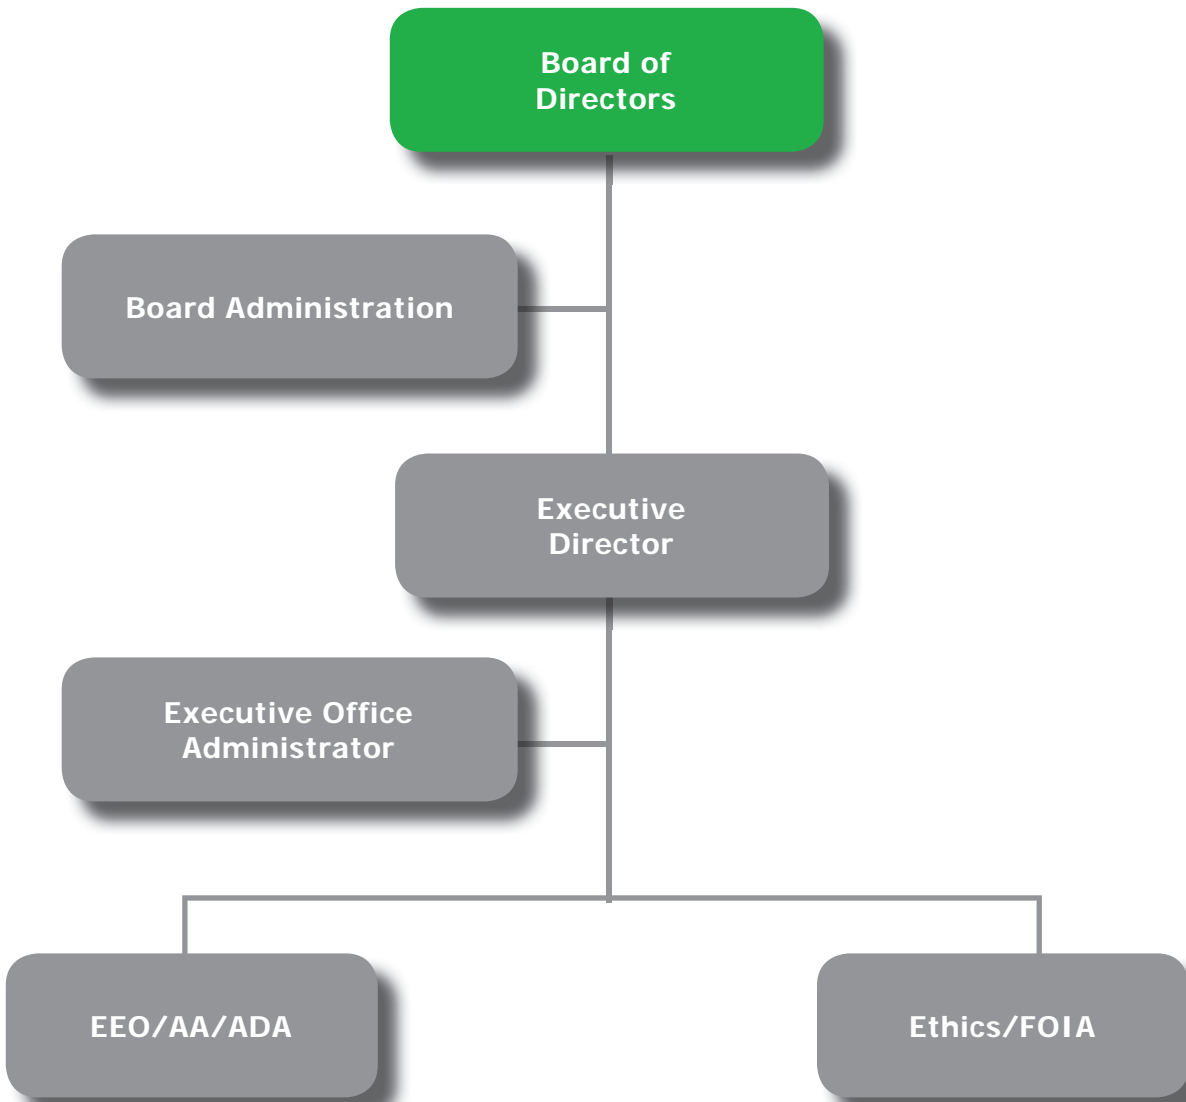 Board of
Directors
Board Administration
Executive
Director
Executive Office
Administrator
EEO/AA/ADA
Ethics/FOIA